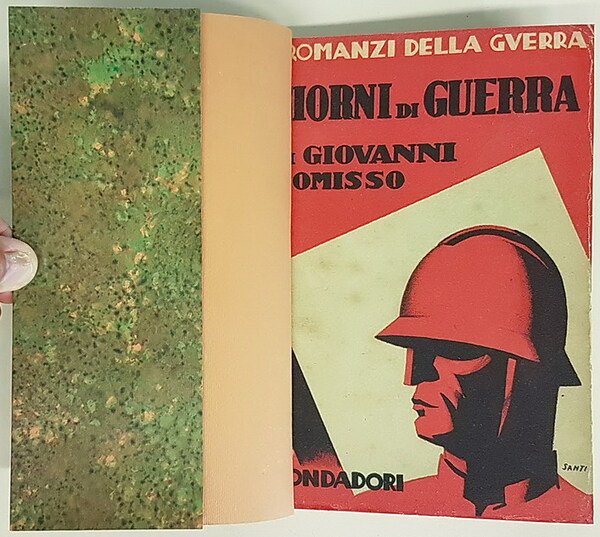 ROMANZI DELLA GVERRA
IORNI DI GUERRA
I GIOVANNI
OMISSO
SANTI
ONDADORI